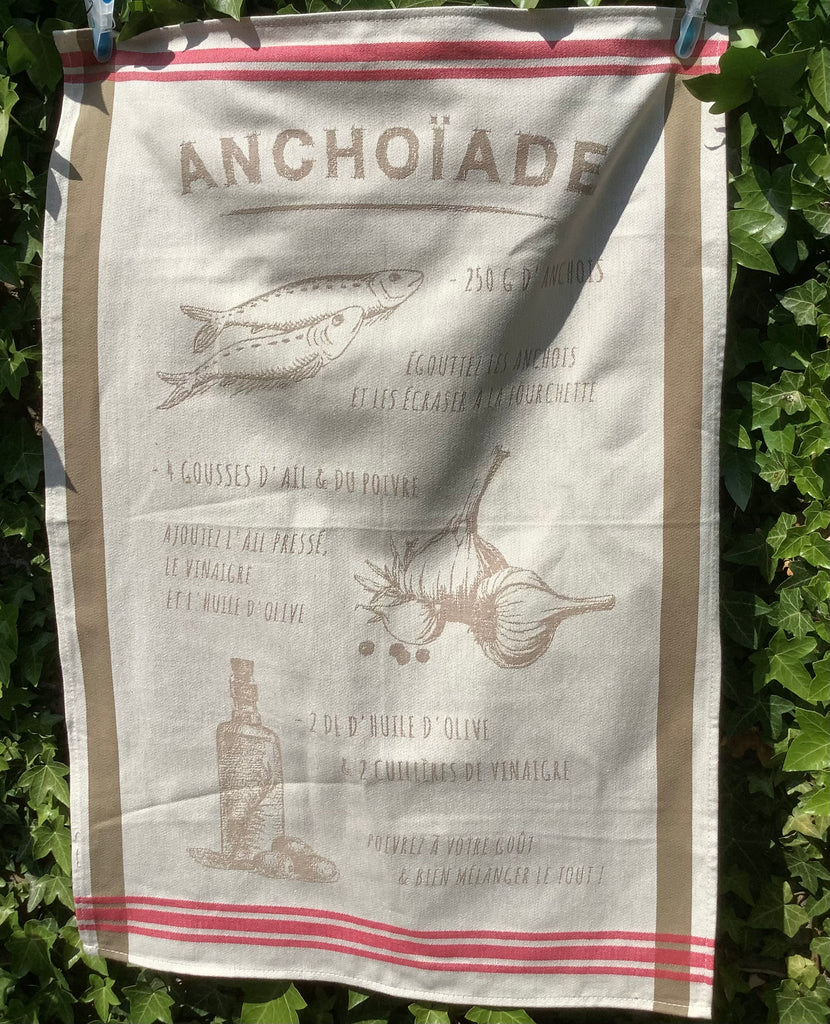 ANCHOÏADE
- 250 G D'ANCHOIS
ÉGOUTTEZ LES ANCHOIS
ET LES ÉCRASER À LA FOURCHETTE
- 4 GOUSSES D'AIL & DU POIVRE
AJOUTEZ L'AIL PRESSÉ,
LE VINAIGRE
ET L'HUILE D'OLIVE
- 2 DL D'HUILE D'OLIVE
& 2 CUILLÈRES DE VINAIGRE
POIVREZ À VOTRE GOÛT
& BIEN MÉLANGER LE TOUT !